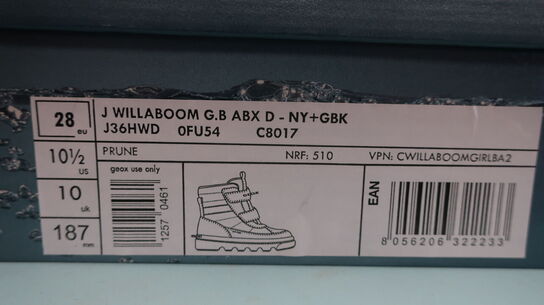 28 eu
10½ us
10 uk
187 mm
J WILLABOOM G.B ABX D - NY+GBK
J36HWD 0FU54 C8017
PRUNE NRF: 510 VPN: CWILLABOOMGIRLBA2
geox use only
1257 0461
EAN
8 056206 322233